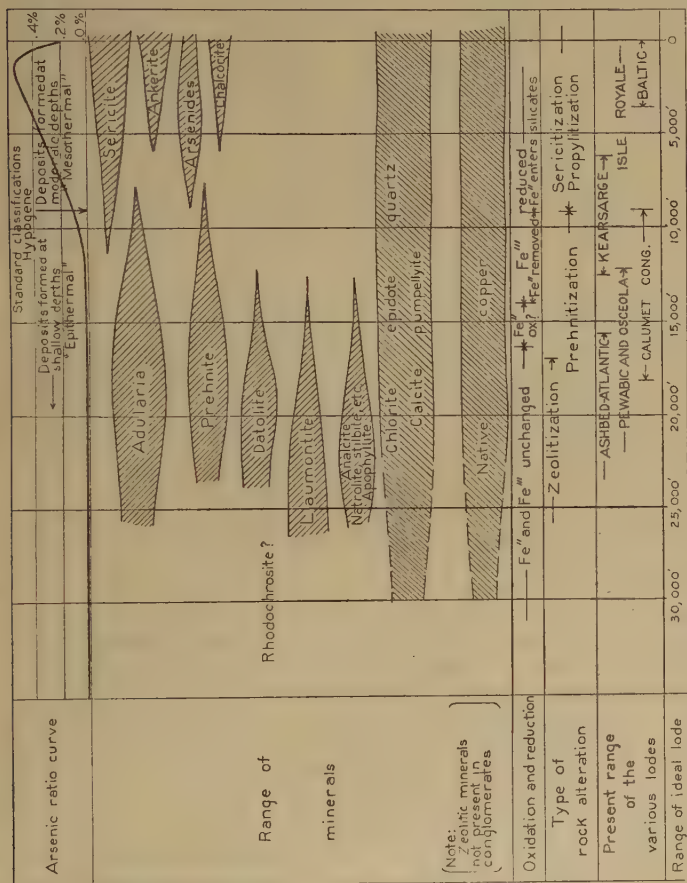 Arsenic ratio curve
Standard classifications
Hypogene
Deposits formed at
shallow depths
"Epithermal"
Deposits formed at
moderate depths
"Mesothermal"
.4%
.2%
.0%
Range of
minerals
Sericite
Ankerite
Arsenides
Chalcocite
Adularia
Prehnite
Datolite
Laumontite
Analcite
Natrolite, stilbite, etc.
Apophyllite
Rhodochrosite?
Chlorite epidote quartz
Calcite pumpellyite
Native copper
(Note:
Zeolitic minerals
not present in
conglomerates)
Oxidation and reduction
Fe" and Fe''' unchanged
Fe"
ox?
Fe''' reduced
Fe" removed
Fe" enters silicates
Type of
rock alteration
Zeolitization
Prehnitization
Sericitization
Propylitization
Present range
of the
various lodes
ASHBED-ATLANTIC
KEARSARGE
PEWABIC AND OSCEOLA
ISLE ROYALE
CALUMET CONG.
BALTIC
Range of ideal lode
30,000'
25,000'
20,000'
15,000'
10,000'
5,000'
0